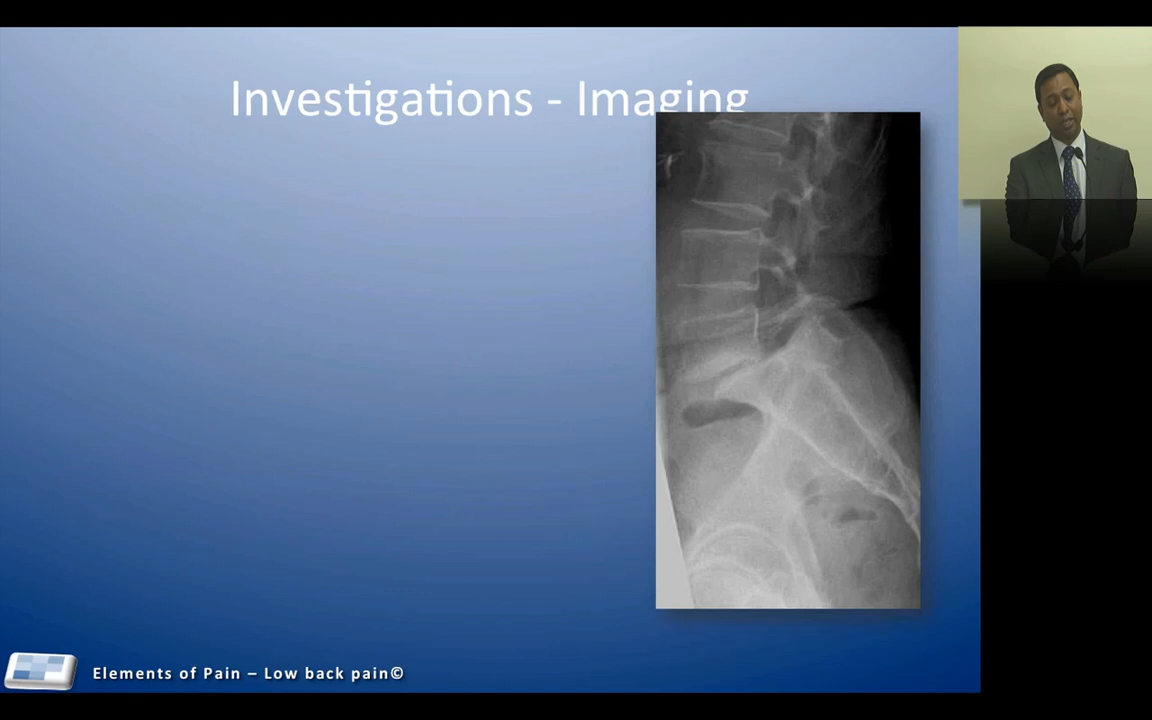 Investigations - Imaging
Elements of Pain – Low back pain©